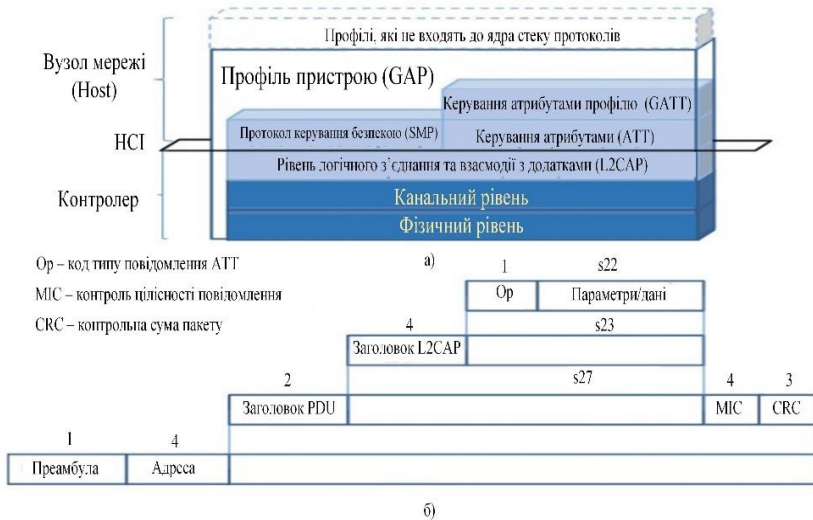 Профілі, які не входять до ядра стеку протоколів
Вузол мережі
(Host)
Профіль пристрою (GAP)
Керування атрибутами профілю (GATT)
Протокол керування безпекою (SMP)
Керування атрибутами (ATT)
HCI
Рівень логічного з’єднання та взаємодії з додатками (L2CAP)
Контролер
Канальний рівень
Фізичний рівень
Op – код типу повідомлення ATT
а)
MIC – контроль цілісності повідомлення
CRC – контрольна сума пакету
1
s22
Op
Параметри/дані
4
s23
Заголовок L2CAP
2
s27
4
3
Заголовок PDU
MIC
CRC
1
4
Преамбула
Адреса
б)